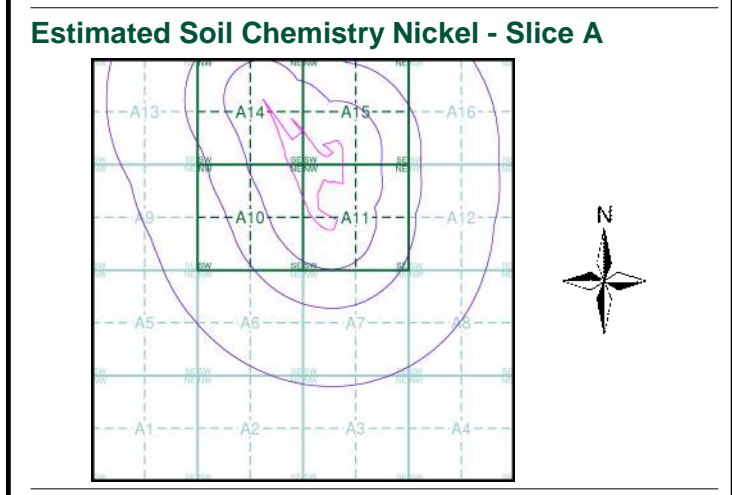 Estimated Soil Chemistry Nickel - Slice A
A13 A14 A15 A16
N
A9 A10 A11 A12
A5 A6 A7 A8
A1 A2 A3 A4